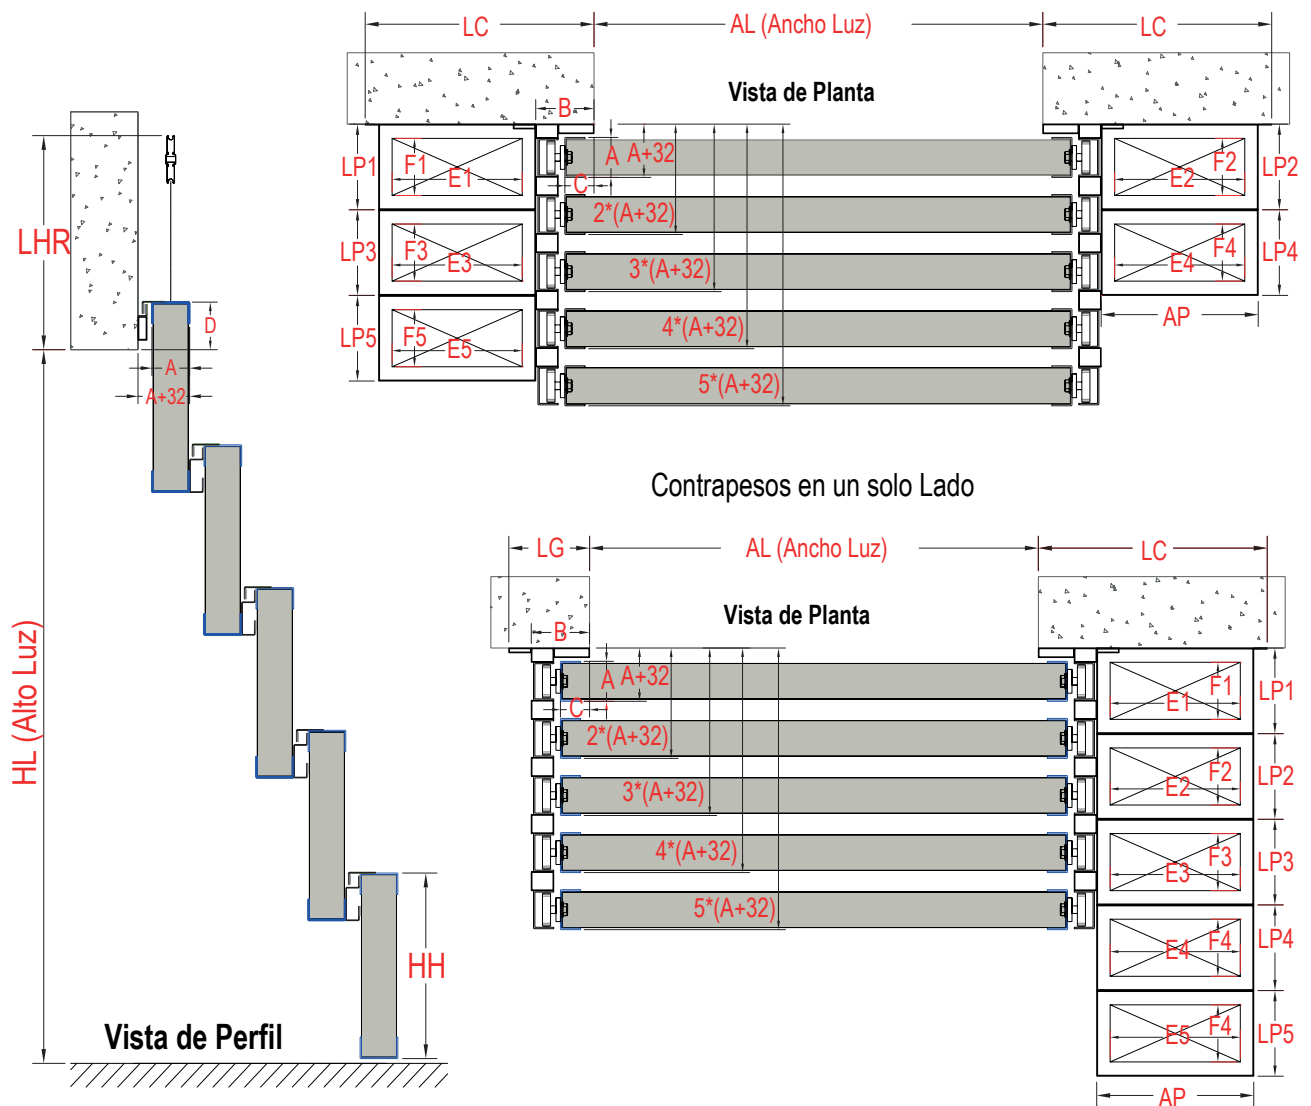 LC
AL (Ancho Luz)
LC
Vista de Planta
B
A
A+32
C
2*(A+32)
3*(A+32)
4*(A+32)
5*(A+32)
LP1
F1
E1
LP3
F3
E3
LP5
F5
E5
F2
E2
LP2
F4
E4
LP4
AP
LHR
D
A
A+32
HL (Alto Luz)
HH
Vista de Perfil
Contrapesos en un solo Lado
LG
AL (Ancho Luz)
LC
Vista de Planta
B
A
A+32
C
2*(A+32)
3*(A+32)
4*(A+32)
5*(A+32)
F1
E1
LP1
F2
E2
LP2
F3
E3
LP3
F4
E4
LP4
F4
E5
LP5
AP